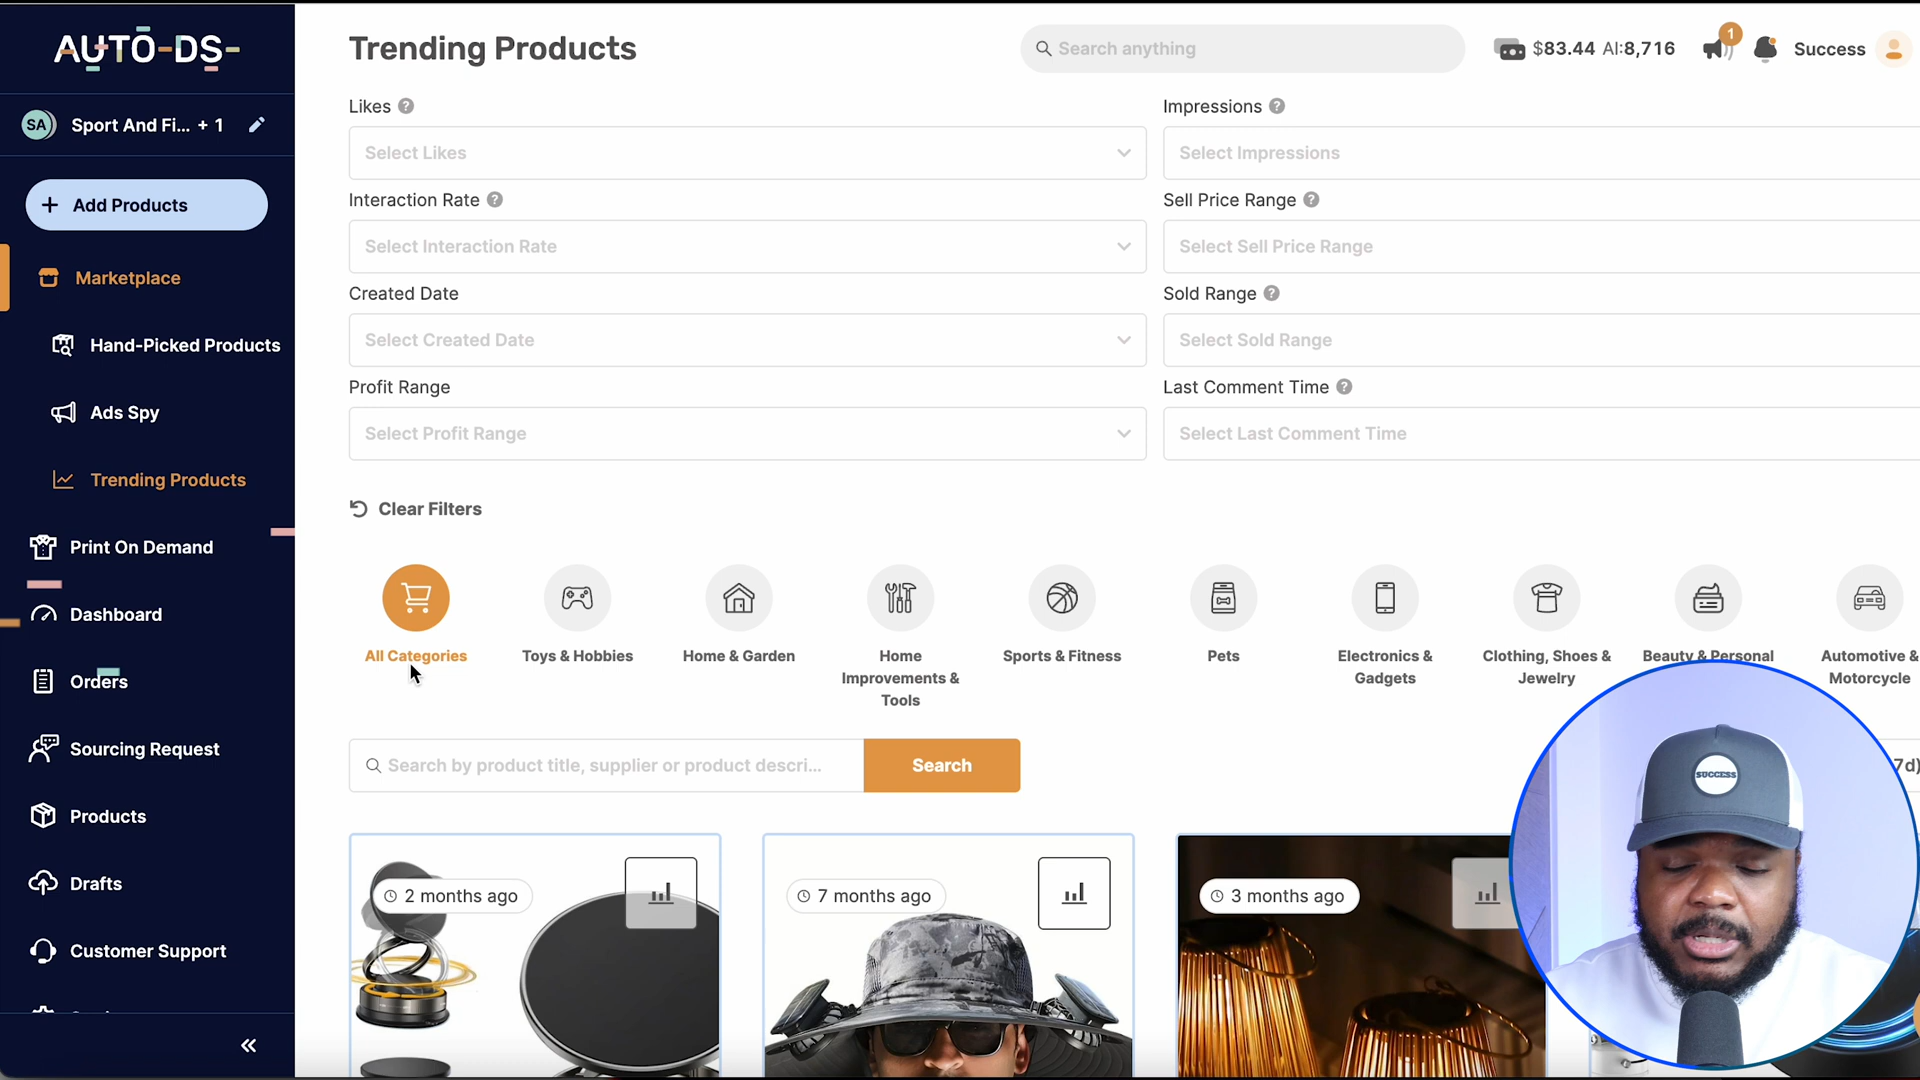 AUTO-DS-
Trending Products
Search anything
$83.44 AI:8,716
1
Success
SA
Sport And Fi... + 1
Add Products
Marketplace
Hand-Picked Products
Ads Spy
Trending Products
Print On Demand
Dashboard
Orders
Sourcing Request
Products
Drafts
Customer Support
Likes
Select Likes
Impressions
Select Impressions
Interaction Rate
Select Interaction Rate
Sell Price Range
Select Sell Price Range
Created Date
Select Created Date
Sold Range
Select Sold Range
Profit Range
Select Profit Range
Last Comment Time
Select Last Comment Time
Clear Filters
All Categories
Toys & Hobbies
Home & Garden
Home
Improvements &
Tools
Sports & Fitness
Pets
Electronics &
Gadgets
Clothing, Shoes &
Jewelry
Beauty & Personal
Automotive &
Motorcycle
Search by product title, supplier or product descri...
Search
7d)
2 months ago
7 months ago
3 months ago
SUCCESS